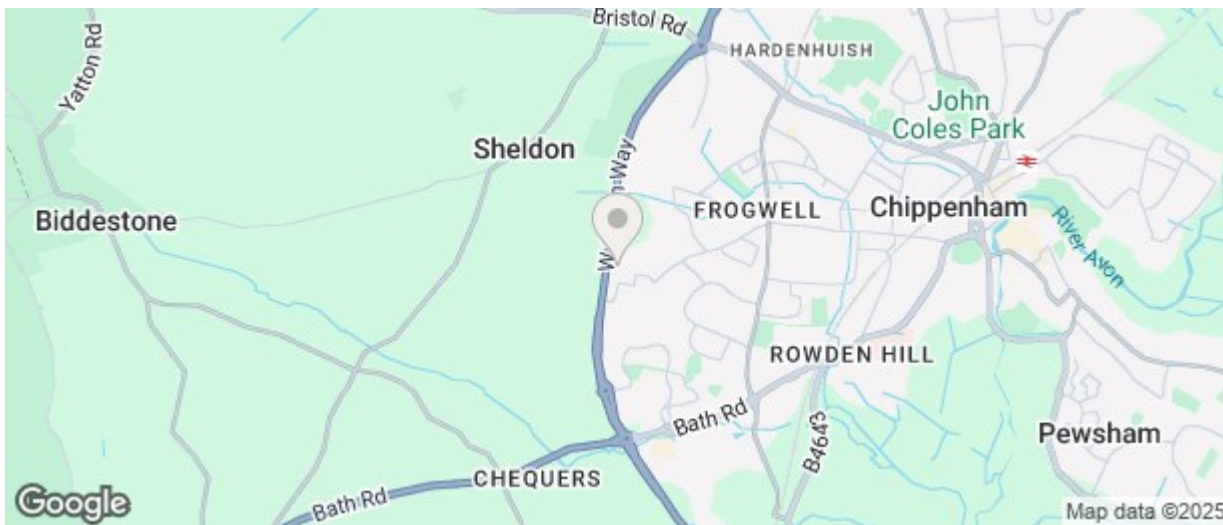 Bristol Rd
Yatton Rd
HARDENHUISH
John
Coles Park
Way
Sheldon
Biddestone
FROGWELL
Chippenham
River Avon
ROWDEN HILL
Bath Rd
B4643
Pewsham
CHEQUERS
Bath Rd
Google
Map data ©2025